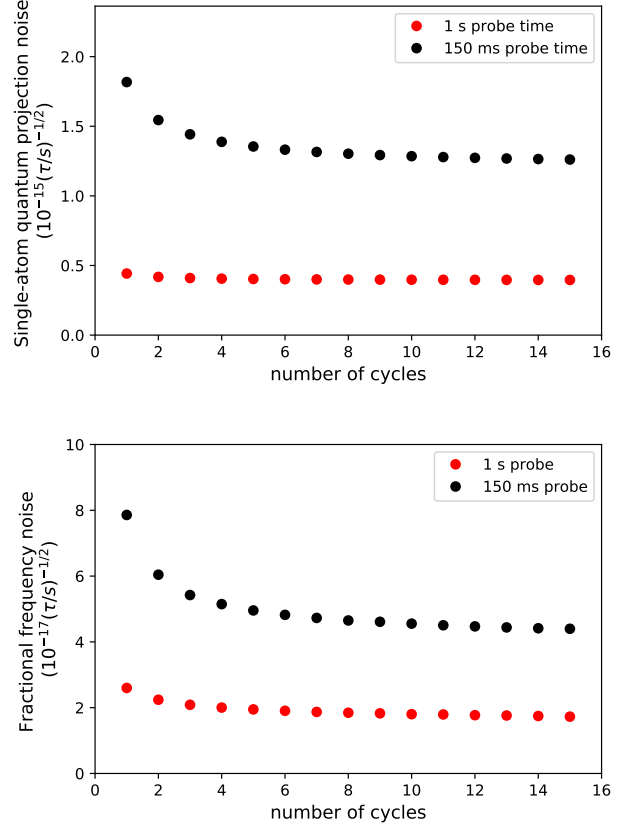 Single-atom quantum projection noise
(10⁻¹⁵(τ/s)⁻¹/²)
2.0
1.5
1.0
0.5
0.0
1 s probe time
150 ms probe time
0 2 4 6 8 10 12 14 16
number of cycles
Fractional frequency noise
(10⁻¹⁷(τ/s)⁻¹/²)
10
8
6
4
2
0
1 s probe
150 ms probe
0 2 4 6 8 10 12 14 16
number of cycles